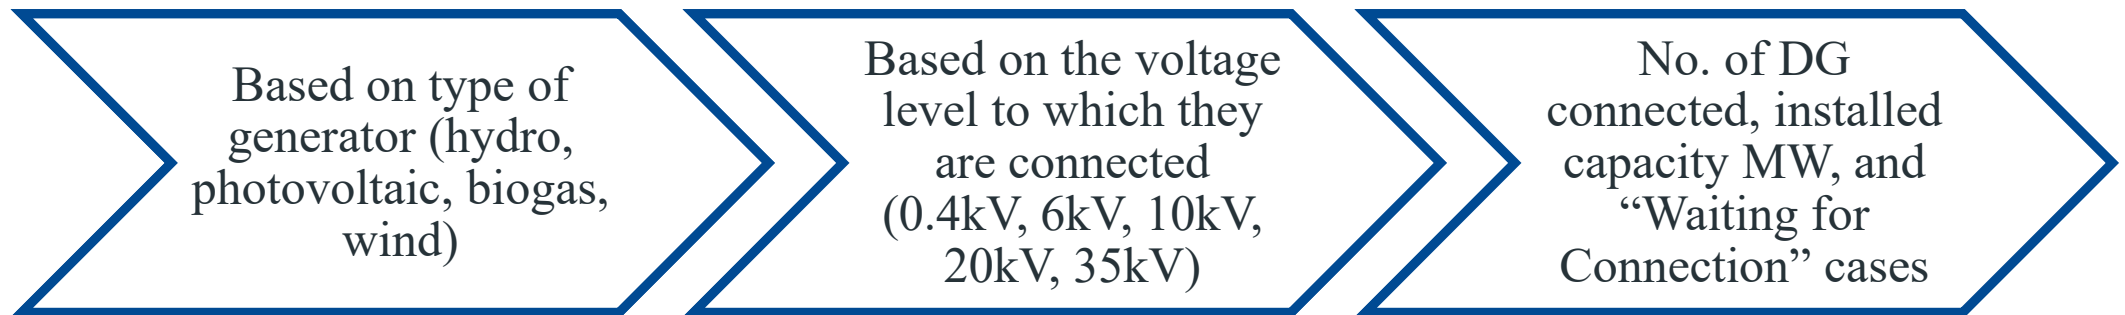 Based on type of
generator (hydro,
photovoltaic, biogas,
wind)
Based on the voltage
level to which they
are connected
(0.4kV, 6kV, 10kV,
20kV, 35kV)
No. of DG
connected, installed
capacity MW, and
“Waiting for
Connection” cases